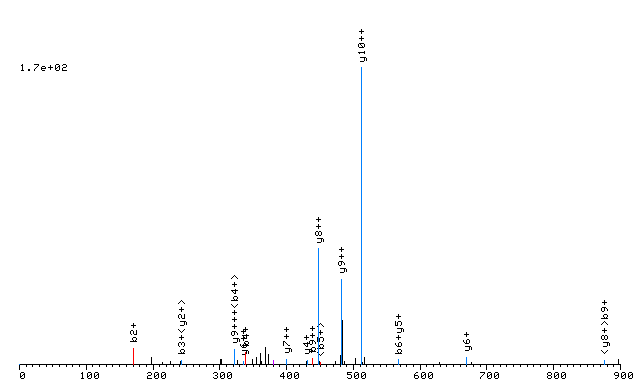 1.7e+02
b2+
b3+<y2+>
y9+++<b4+>
b4+
y7++
y8++
y4+
b9++
<b5+>
y9++
y10++
b6+y5+
y6+
<y8+>b9+
0 100 200 300 400 500 600 700 800 900